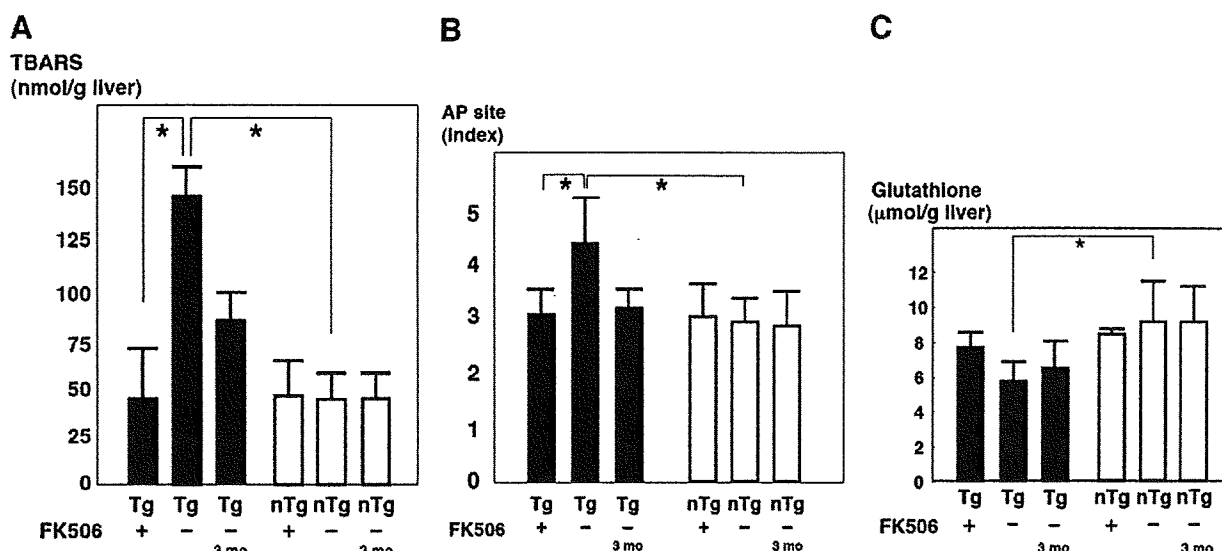 A
TBARS
(nmol/g liver)
* *
150
125
100
75
50
25
0
Tg Tg Tg nTg nTg nTg
FK506 + − − + − −
3 mo 3 mo
B
AP site
(Index)
* *
5
4
3
2
1
0
Tg Tg Tg nTg nTg nTg
FK506 + − − + − −
3 mo 3 mo
C
Glutathione
(μmol/g liver)
*
12
10
8
6
4
2
0
Tg Tg Tg nTg nTg nTg
FK506 + − − + − −
3 mo 3 mo